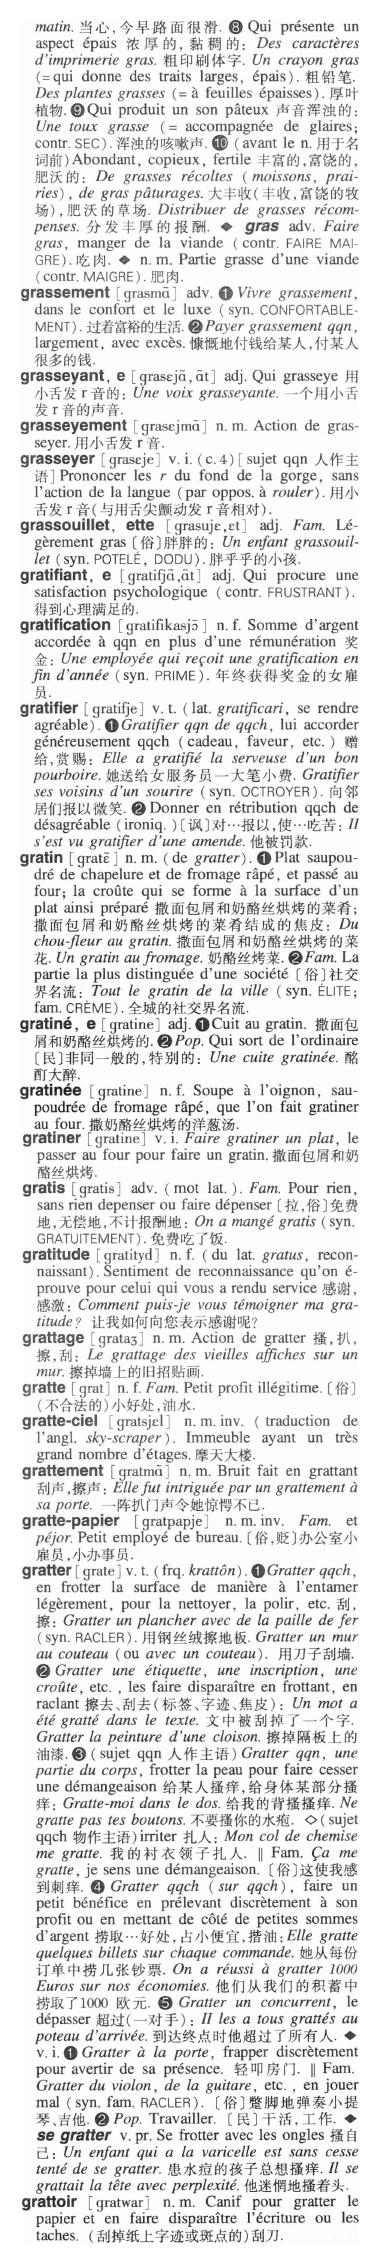 matin. 当心,今早路面很滑. ❽ Qui présente un
aspect épais 浓厚的,黏稠的: Des caractères
d'imprimerie gras. 粗印刷体字. Un crayon gras
(=qui donne des traits larges, épais). 粗铅笔.
Des plantes grasses (= à feuilles épaisses). 厚叶
植物. ❾Qui produit un son pâteux 声音浑浊的:
Une toux grasse (= accompagnée de glaires;
contr. SEC). 浑浊的咳嗽声. ❿ (avant le n. 用于名
词前) Abondant, copieux, fertile 丰富的,富饶的,
肥沃的: De grasses récoltes ( moissons, prai-
ries), de gras pâturages. 大丰收(丰收,富饶的牧
场),肥沃的草场. Distribuer de grasses récom-
penses. 分发丰厚的报酬. ◆ gras adv. Faire
gras, manger de la viande (contr. FAIRE MAI-
GRE). 吃肉. ◆ n. m. Partie grasse d'une viande
(contr. MAIGRE). 肥肉.
grassement [grasmɑ̃] adv. ❶ Vivre grassement,
dans le confort et le luxe (syn. CONFORTABLE-
MENT). 过着富裕的生活. ❷Payer grassement qqn,
largement, avec excès. 慷慨地付钱给某人,付某人
很多的钱.
grasseyant, e [grasɛjɑ̃,ɑ̃t] adj. Qui grasseye 用
小舌发 r 音的: Une voix grasseyante. 一个用小舌
发 r 音的声音.
grasseyement [grasɛjmɑ̃] n. m. Action de gras-
seyer. 用小舌发 r 音.
grasseyer [grasɛje] v. i. (c. 4) [sujet qqn 人作主
语] Prononcer les r du fond de la gorge, sans
l'action de la langue (par oppos. à rouler). 用小
舌发 r 音(与用舌尖颤动发 r 音相对).
grassouillet, ette [grasujɛ,ɛt] adj. Fam. Lé-
gèrement gras [俗]胖胖的: Un enfant grassouil-
let (syn. POTELÉ, DODU). 胖乎乎的小孩.
gratifiant, e [gratifjɑ̃,ɑ̃t] adj. Qui procure une
satisfaction psychologique (contr. FRUSTRANT).
得到心理满足的.
gratification [gratifikasjɔ̃] n. f. Somme d'argent
accordée à qqn en plus d'une rémunération 奖
金: Une employée qui reçoit une gratification en
fin d'année (syn. PRIME). 年终获得奖金的女雇
员.
gratifier [gratifje] v. t. (lat. gratificari, se rendre
agréable). ❶Gratifier qqn de qqch, lui accorder
généreusement qqch (cadeau, faveur, etc. ) 赠
给,赏赐: Elle a gratifié la serveuse d'un bon
pourboire. 她送给女服务员一大笔小费. Gratifier
ses voisins d'un sourire (syn. OCTROYER). 向邻
居们报以微笑. ❷ Donner en rétribution qqch de
désagréable (ironiq. )〔讽〕对…报以,使…吃苦: Il
s'est vu gratifier d'une amende. 他被罚款.
gratin [gratɛ̃] n. m. (de gratter). ❶Plat saupou-
dré de chapelure et de fromage râpé, et passé au
four; la croûte qui se forme à la surface d'un
plat ainsi préparé 撒面包屑和奶酪丝烘烤的菜肴;
撒面包屑和奶酪丝烘烤的菜肴结成的焦皮: Du
chou-fleur au gratin. 撒面包屑和奶酪丝烘烤的菜
花. Un gratin au fromage. 奶酪烤菜. ❷Fam. La
partie la plus distinguée d'une société〔俗〕社交
界名流: Tout le gratin de la ville (syn. ÉLITE;
fam. CRÈME). 全城的社交界名流.
gratiné, e [gratine] adj. ❶Cuit au gratin. 撒面包
屑和奶酪丝烘烤的. ❷Pop. Qui sort de l'ordinaire
〔民〕非同一般的,特别的: Une cuite gratinée. 酩
酊大醉.
gratinée [gratine] n. f. Soupe à l'oignon, sau-
poudrée de fromage râpé, que l'on fait gratiner
au four. 撒奶酪丝烘烤的洋葱汤.
gratiner [gratine] v. i. Faire gratiner un plat, le
passer au four pour faire un gratin. 撒面包屑和奶
酪丝烘烤.
gratis [gratis] adv. (mot lat. ). Fam. Pour rien,
sans rien depenser ou faire dépenser〔拉,俗〕免费
地,无偿地,不计报酬地: On a mangé gratis (syn.
GRATUITEMENT). 免费吃了饭.
gratitude [gratityd] n. f. (du lat. gratus, recon-
naissant). Sentiment de reconnaissance qu'on é-
prouve pour celui qui vous a rendu service 感谢,
感激: Comment puis-je vous témoigner ma gra-
titude? 让我如何向您表示感谢呢?
grattage [grataʒ] n. m. Action de gratter 搔,扒,
擦,刮: Le grattage des vieilles affiches sur un
mur. 擦掉墙上的旧招贴画.
gratte [grat] n. f. Fam. Petit profit illégitime.〔俗〕
(不合法的)小好处,油水.
gratte-ciel [gratsjɛl] n. m. inv. ( traduction de
l'angl. sky-scraper ). Immeuble ayant un très
grand nombre d'étages. 摩天大楼.
grattement [gratmɑ̃] n. m. Bruit fait en grattant
刮声,擦声: Elle fut intriguée par un grattement à
sa porte. 一阵扒门声令她惊愕不已.
gratte-papier [gratpapje] n. m. inv. Fam. et
péjor. Petit employé de bureau.〔俗,贬〕办公室小
雇员,小办事员.
gratter [grate] v. t. (frq. krattôn). ❶Gratter qqch,
en frotter la surface de manière à l'entamer
légèrement, pour la nettoyer, la polir, etc. 刮,
擦: Gratter un plancher avec de la paille de fer
(syn. RACLER). 用钢丝绒擦地板. Gratter un mur
au couteau (ou avec un couteau). 用刀子刮墙.
❷ Gratter une étiquette, une inscription, une
croûte, etc. , les faire disparaître en frottant, en
raclant 擦去、刮去(标签、字迹、焦皮): Un mot a
été gratté dans le texte. 文中被刮掉了一个字.
Gratter la peinture d'une cloison. 擦掉隔板上的
油漆. ❸ (sujet qqn 人作主语) Gratter qqn, une
partie du corps, frotter la peau pour faire cesser
une démangeaison 给某人搔痒,给身体某部分搔
痒: Gratte-moi dans le dos. 给我的背搔搔痒. Ne
gratte pas tes boutons. 不要搔你的水疱. ◇(sujet
qqch 物作主语) irriter 扎人: Mon col de chemise
me gratte. 我的衬衣领子扎人. ‖ Fam. Ça me
gratte, je sens une démangeaison.〔俗〕这使我感
到刺痒. ❹ Gratter qqch (sur qqch), faire un
petit bénéfice en prélevant discrètement à son
profit ou en mettant de côté de petites sommes
d'argent 捞取…好处,占小便宜,揩油: Elle gratte
quelques billets sur chaque commande. 她从每份
订单中捞几张钞票. On a réussi à gratter 1000
Euros sur nos économies. 他们从我们的积蓄中
捞取了1000 欧元. ❺ Gratter un concurrent, le
dépasser 超过(一对手): Il les a tous grattés au
poteau d'arrivée. 到达终点时他超过了所有人. ◆
v. i. ❶ Gratter à la porte, frapper discrètement
pour avertir de sa présence. 轻叩房门. ‖ Fam.
Gratter du violon, de la guitare, etc. , en jouer
mal (syn. fam. RACLER).〔俗〕蹩脚地弹奏小提
琴、吉他. ❷ Pop. Travailler.〔民〕干活,工作. ◆
se gratter v. pr. Se frotter avec les ongles 搔自
己: Un enfant qui a la varicelle est sans cesse
tenté de se gratter. 患水痘的孩子总想搔痒. Il se
grattait la tête avec perplexité. 他迷惘地搔着头.
grattoir [gratwar] n. m. Canif pour gratter le
papier et en faire disparaître l'écriture ou les
taches. (刮掉纸上字迹或斑点的)刮刀.